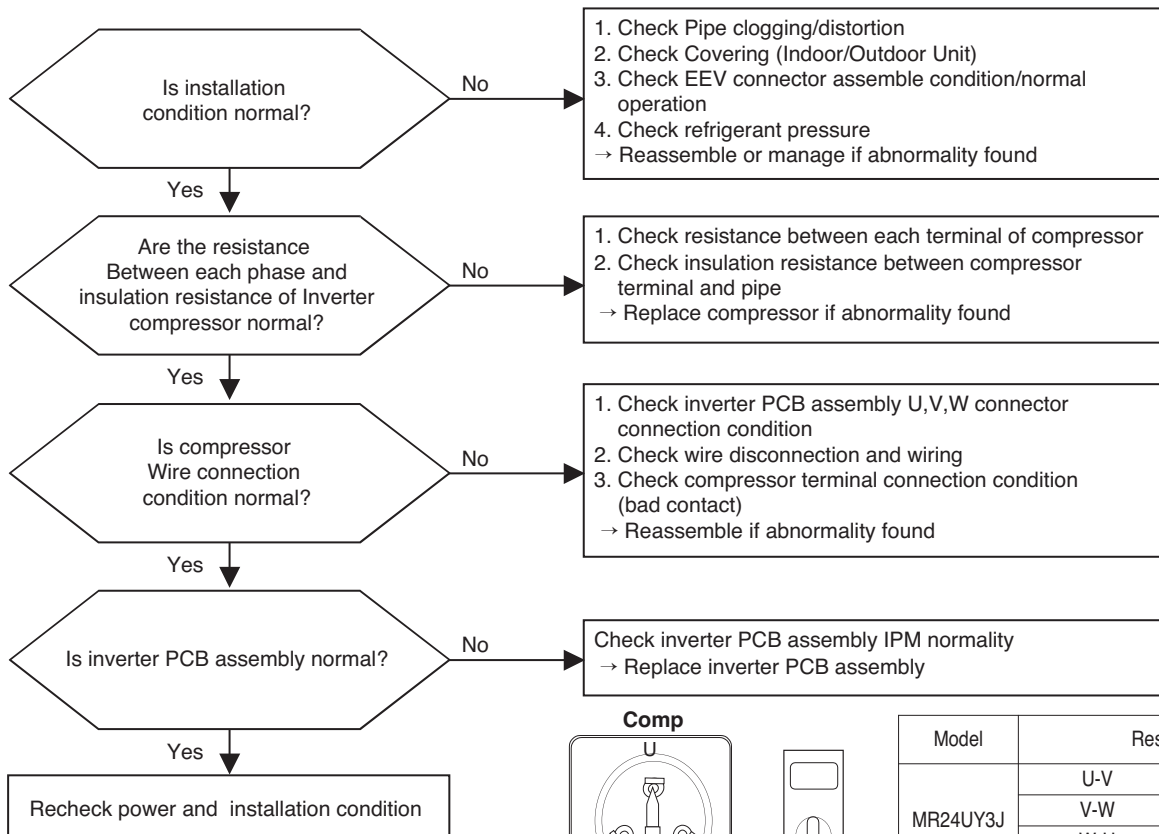 Is installation
condition normal?
No
1. Check Pipe clogging/distortion
2. Check Covering (Indoor/Outdoor Unit)
3. Check EEV connector assemble condition/normal
operation
4. Check refrigerant pressure
→ Reassemble or manage if abnormality found
Yes
Are the resistance
Between each phase and
insulation resistance of Inverter
compressor normal?
No
1. Check resistance between each terminal of compressor
2. Check insulation resistance between compressor
terminal and pipe
→ Replace compressor if abnormality found
Yes
Is compressor
Wire connection
condition normal?
No
1. Check inverter PCB assembly U,V,W connector
connection condition
2. Check wire disconnection and wiring
3. Check compressor terminal connection condition
(bad contact)
→ Reassemble if abnormality found
Yes
Is inverter PCB assembly normal?
No
Check inverter PCB assembly IPM normality
→ Replace inverter PCB assembly
Yes
Recheck power and installation condition
Comp
U
Model
MR24UY3J
U-V
V-W